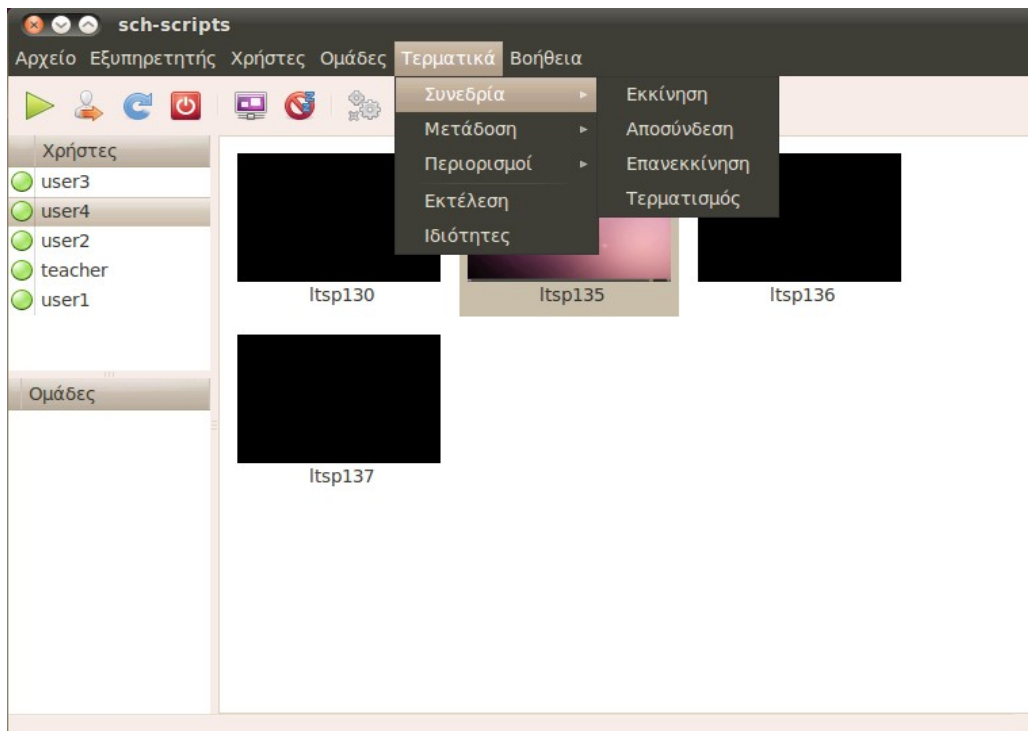 sch-scripts
Αρχείο Εξυπηρετητής Χρήστες Ομάδες Τερματικά Βοήθεια
Συνεδρία
Μετάδοση
Περιορισμοί
Εκτέλεση
Ιδιότητες
Εκκίνηση
Αποσύνδεση
Επανεκκίνηση
Τερματισμός
Χρήστες
user3
user4
user2
teacher
user1
Ομάδες
ltsp130
ltsp135
ltsp136
ltsp137